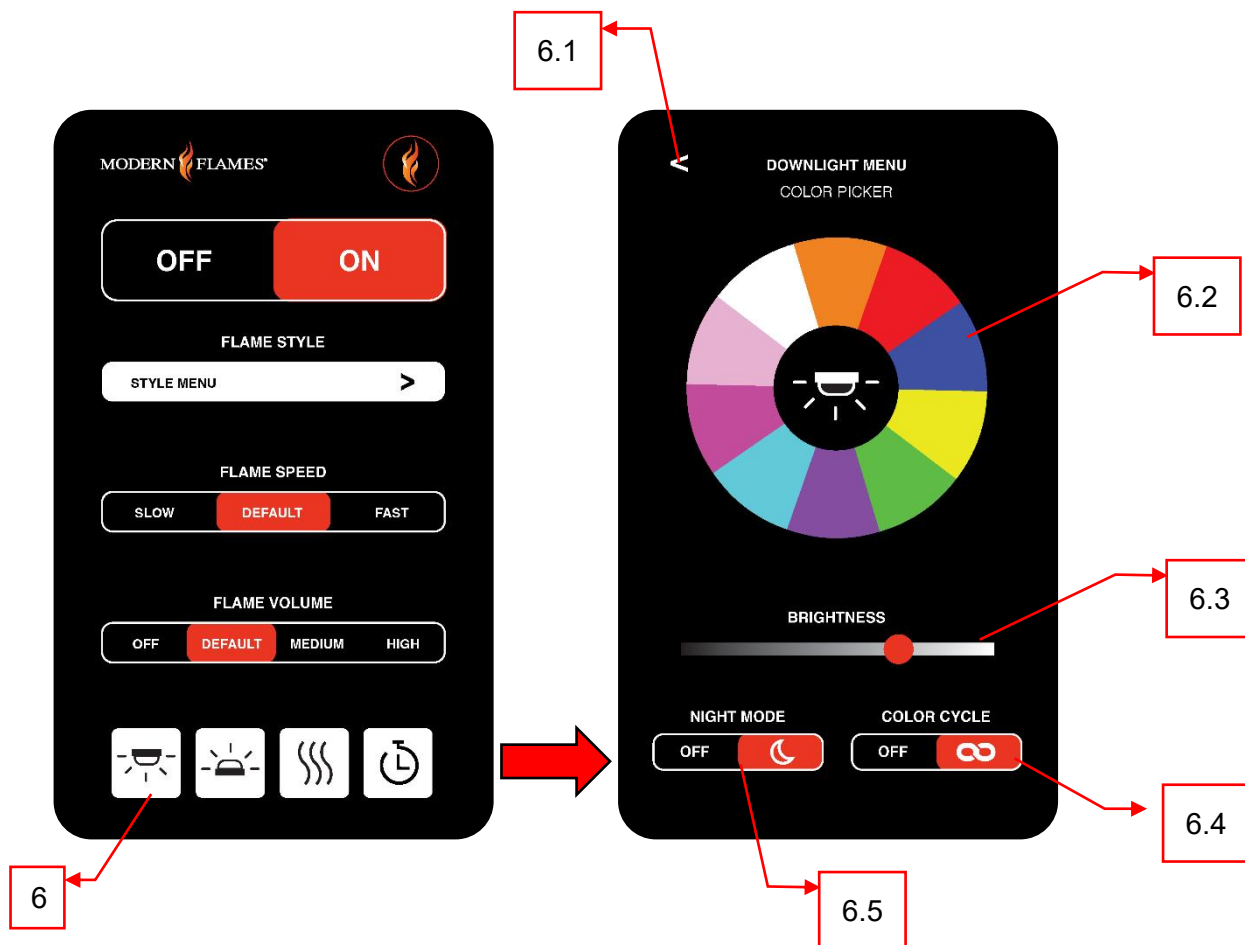 6.1
MODERN FLAMES®
OFF ON
FLAME STYLE
STYLE MENU >
FLAME SPEED
SLOW DEFAULT FAST
FLAME VOLUME
OFF DEFAULT MEDIUM HIGH
6
< DOWNLIGHT MENU
COLOR PICKER
6.2
BRIGHTNESS
6.3
NIGHT MODE COLOR CYCLE
OFF OFF
6.4
6.5